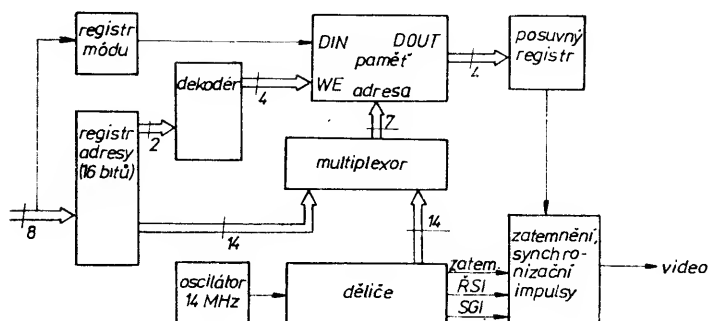 registr
módu
DIN
DOUT
paměť
WE
adresa
4
posuvný
registr
dekodér
4
registr
adresy
(16 bitů)
2
7
multiplexor
8
14
14
oscilátor
14 MHz
děliče
zatem.
ŘSI
SGI
zatemnění,
synchro-
nizační
impulsy
video